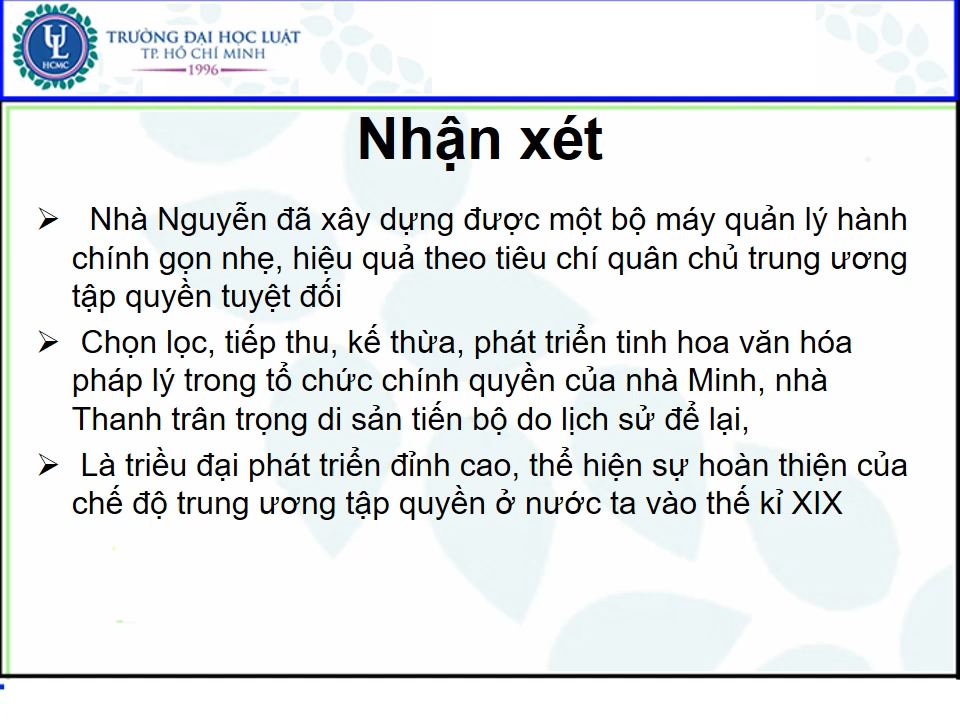 TRƯỜNG ĐẠI HỌC LUẬT
TP. HỒ CHÍ MINH
1996
UL
HCMC
Nhận xét
➢ Nhà Nguyễn đã xây dựng được một bộ máy quản lý hành
chính gọn nhẹ, hiệu quả theo tiêu chí quân chủ trung ương
tập quyền tuyệt đối
➢ Chọn lọc, tiếp thu, kế thừa, phát triển tinh hoa văn hóa
pháp lý trong tổ chức chính quyền của nhà Minh, nhà
Thanh trân trọng di sản tiến bộ do lịch sử để lại,
➢ Là triều đại phát triển đỉnh cao, thể hiện sự hoàn thiện của
chế độ trung ương tập quyền ở nước ta vào thế kỉ XIX